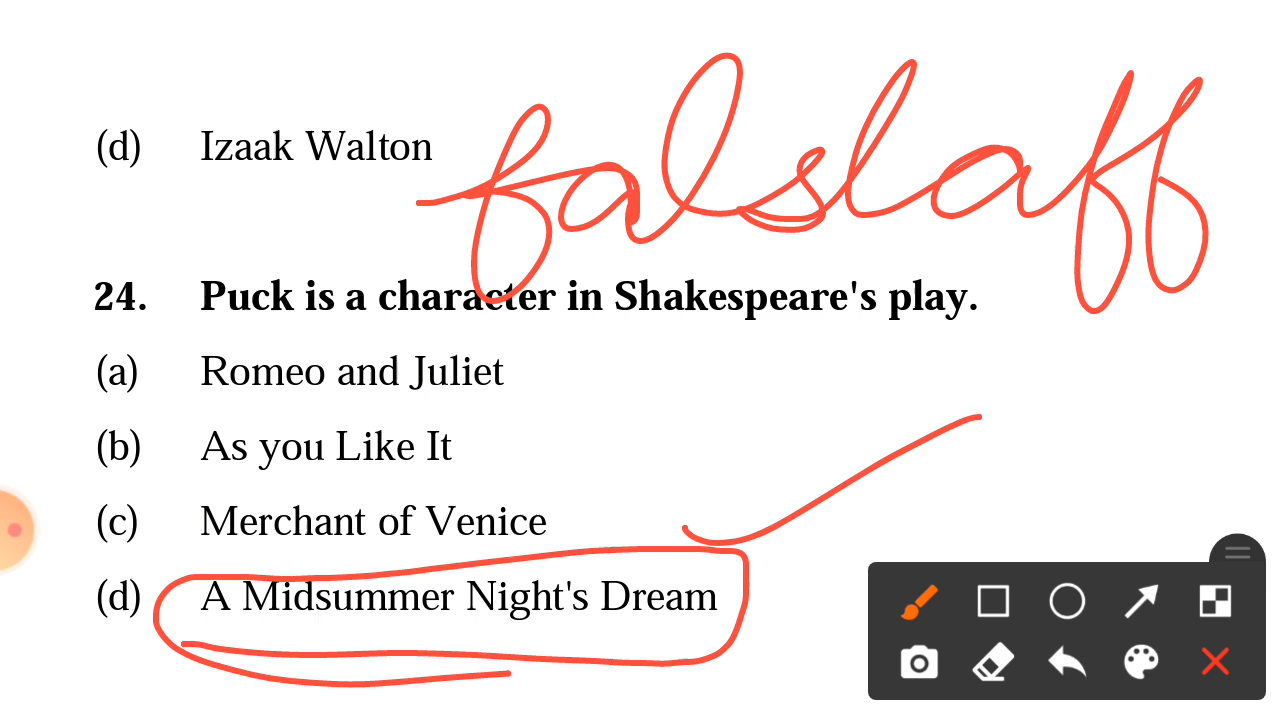 (d) Izaak Walton
falslaff
24. Puck is a character in Shakespeare's play.
(a) Romeo and Juliet
(b) As you Like It
(c) Merchant of Venice
(d) A Midsummer Night's Dream